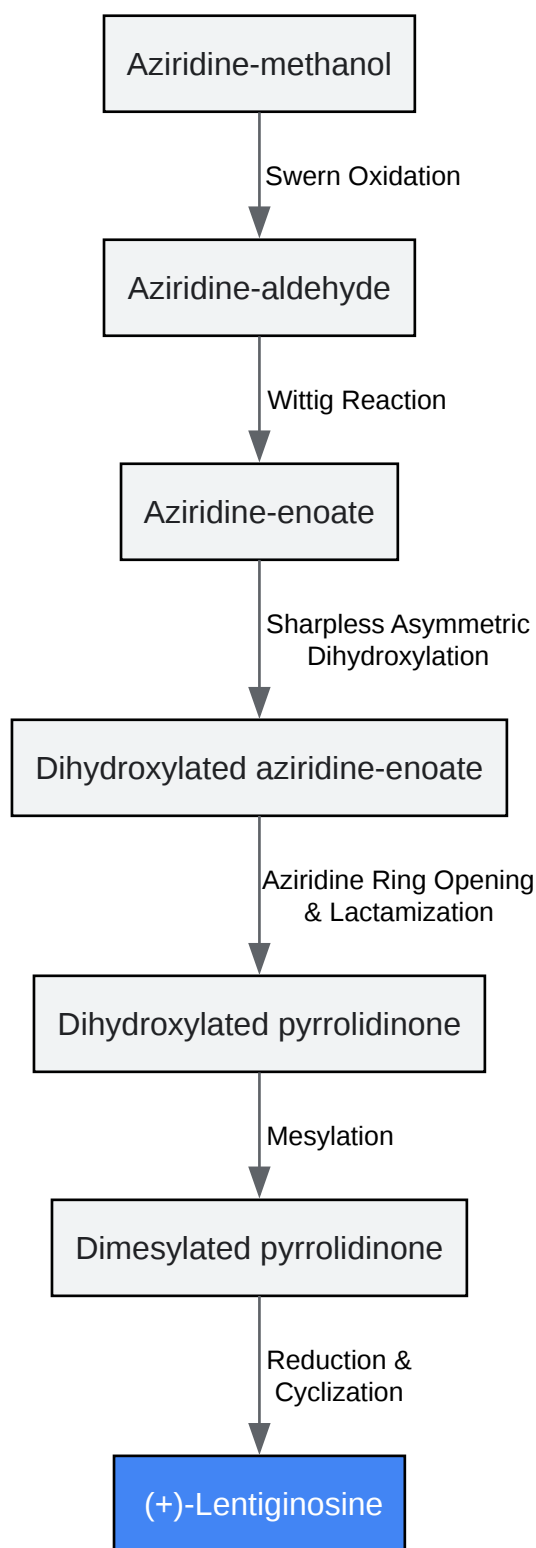 Aziridine-methanol
Swern Oxidation
Aziridine-aldehyde
Wittig Reaction
Aziridine-enoate
Sharpless Asymmetric
Dihydroxylation
Dihydroxylated aziridine-enoate
Aziridine Ring Opening
& Lactamization
Dihydroxylated pyrrolidinone
Mesylation
Dimesylated pyrrolidinone
Reduction &
Cyclization
(+)-Lentiginosine